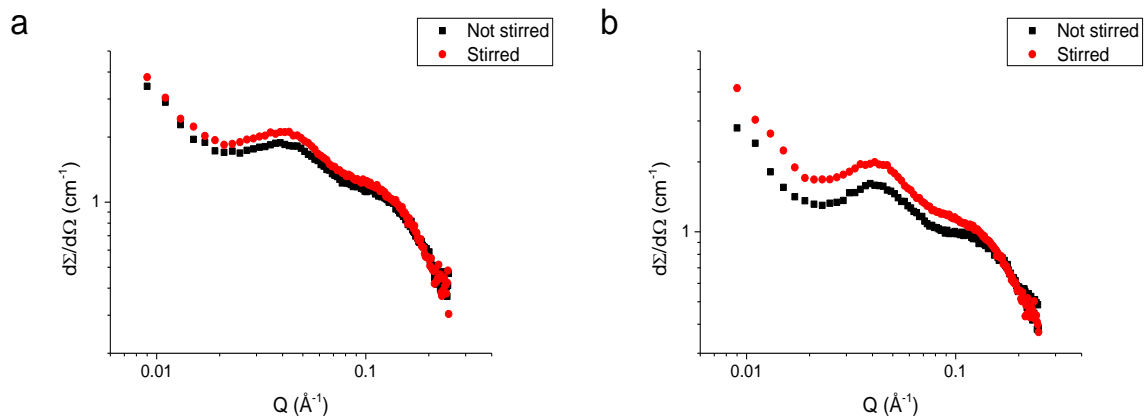 a
Not stirred
Stirred
1
dΣ/dΩ (cm⁻¹)
0.01
0.1
Q (Å⁻¹)
b
Not stirred
Stirred
1
dΣ/dΩ (cm⁻¹)
0.01
0.1
Q (Å⁻¹)